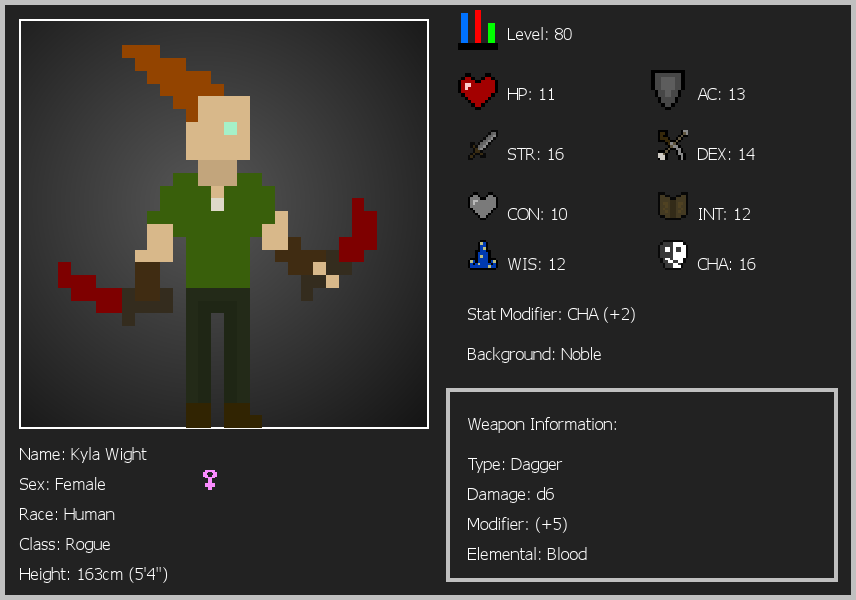 Level: 80
HP: 11
AC: 13
STR: 16
DEX: 14
CON: 10
INT: 12
WIS: 12
CHA: 16
Stat Modifier: CHA (+2)
Background: Noble
Weapon Information:
Type: Dagger
Damage: d6
Modifier: (+5)
Elemental: Blood
Name: Kyla Wight
Sex: Female
Race: Human
Class: Rogue
Height: 163cm (5'4")